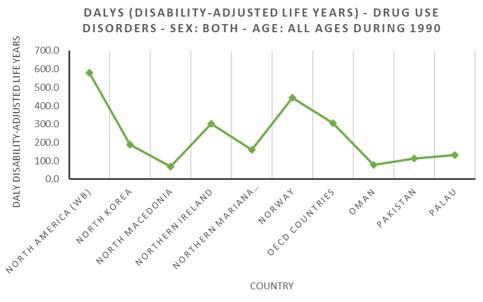 DALYS (DISABILITY-ADJUSTED LIFE YEARS) - DRUG USE
DISORDERS - SEX: BOTH - AGE: ALL AGES DURING 1990
DALY DISABILITY-ADJUSTED LIFE YEARS
700.0
600.0
500.0
400.0
300.0
200.0
100.0
0.0
NORTH AMERICA (WB)
NORTH KOREA
NORTH MACEDONIA
NORTHERN IRELAND
NORTHERN MARIANA...
NORWAY
OECD COUNTRIES
OMAN
PAKISTAN
PALAU
COUNTRY